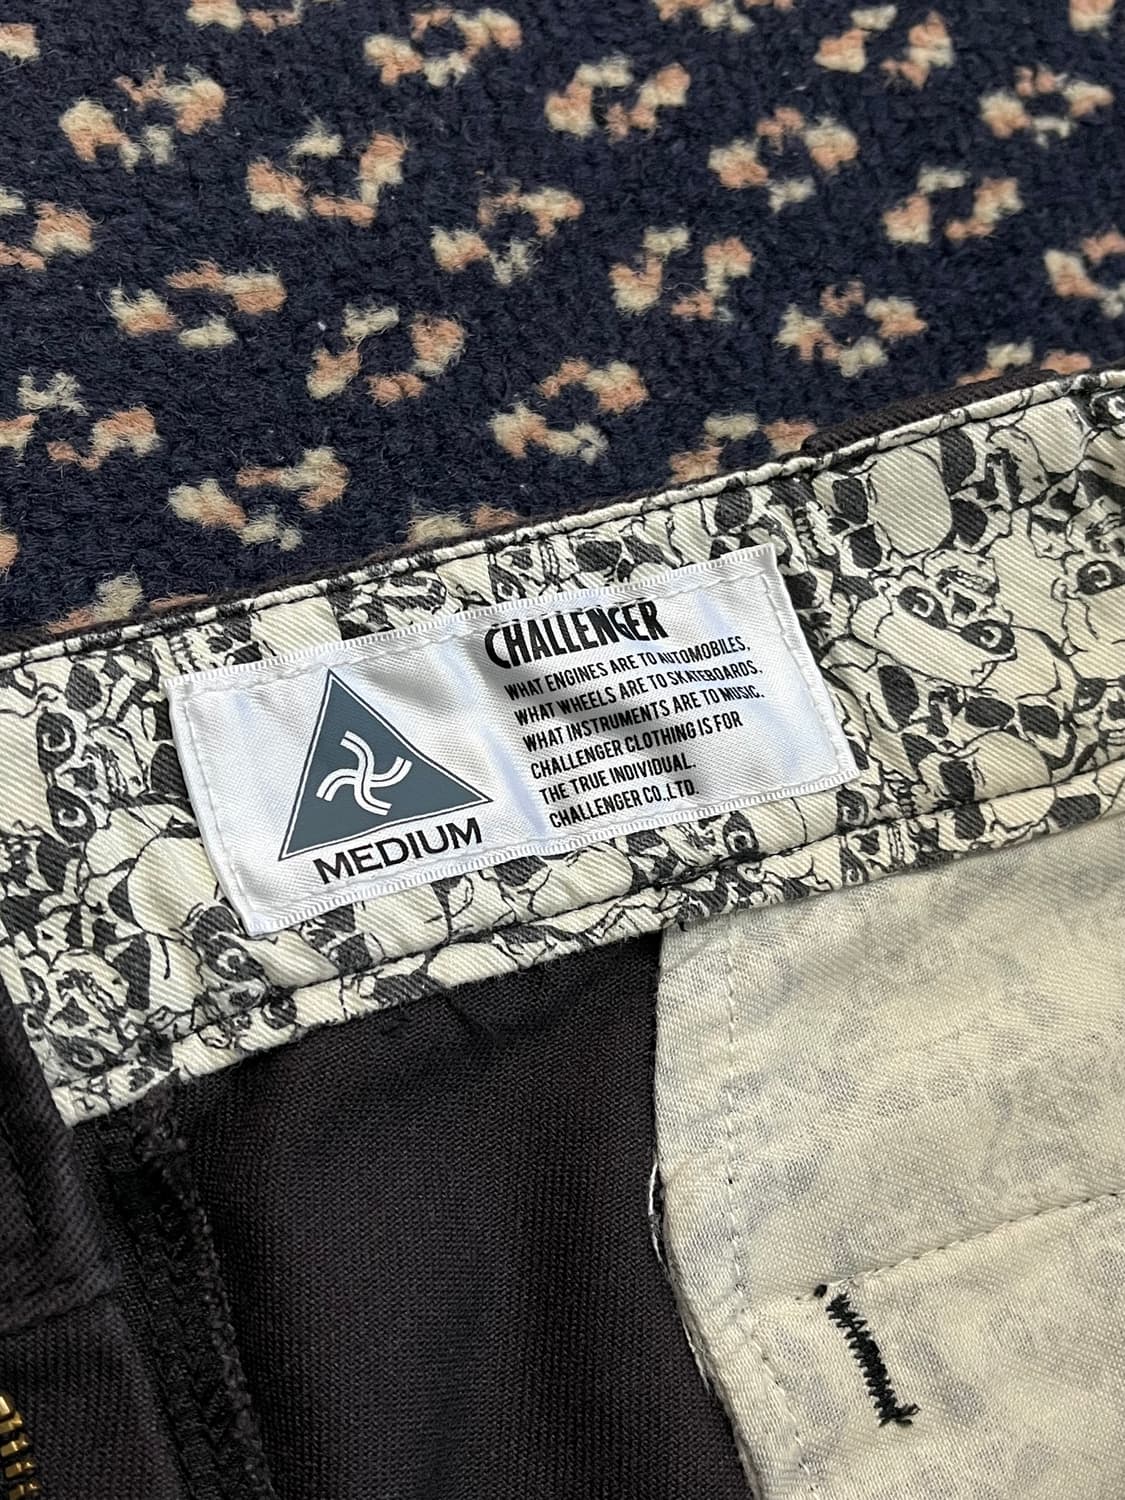 CHALLENGER
WHAT ENGINES ARE TO AUTOMOBILES,
WHAT WHEELS ARE TO SKATEBOARDS.
WHAT INSTRUMENTS ARE TO MUSIC.
CHALLENGER CLOTHING IS FOR
THE TRUE INDIVIDUAL.
CHALLENGER CO.,LTD.
MEDIUM